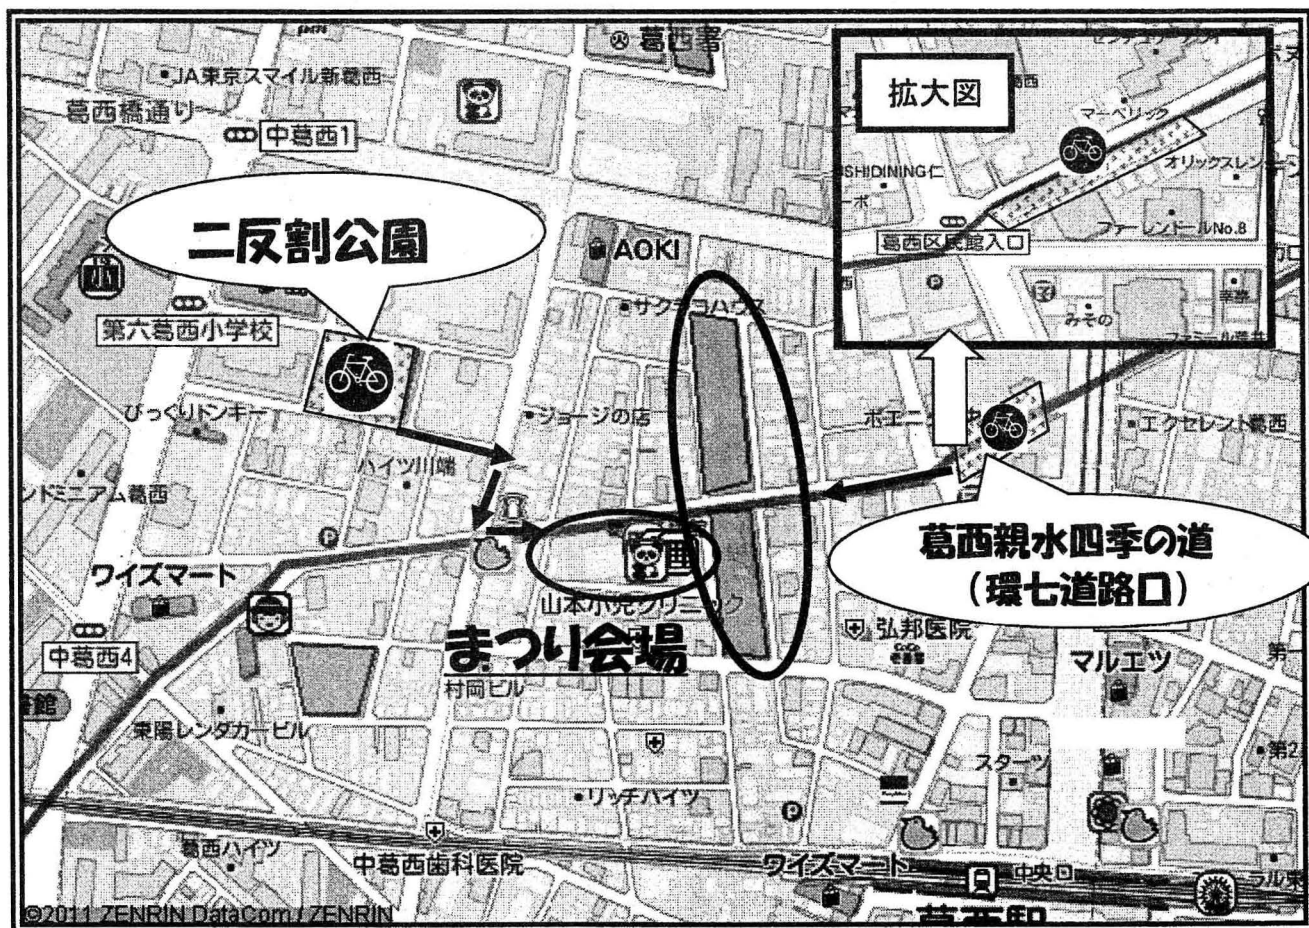 葛西署
JA東京スマイル新葛西
葛西橋通り
中葛西1
拡大図
マーベリック
オリックスレン
SHIDINING仁
ファーレンドールNo.8
葛西区民館入口
みその
二反割公園
AOKI
サクラコハウス
第六葛西小学校
びっくりドンキー
ジョージの店
ハイツ川端
ンドミニアム葛西
エクセレント葛西
葛西親水四季の道
(環七道路口)
ワイズマート
山本小児クリニック
まつり会場
弘邦医院
中葛西4
村岡ビル
マルエツ
東陽レンタカービル
スターツ
リッチハイツ
葛西ハイツ
中葛西歯科医院
ワイズマート
中央口
葛西駅
©2011 ZENRIN DataCom / ZENRIN